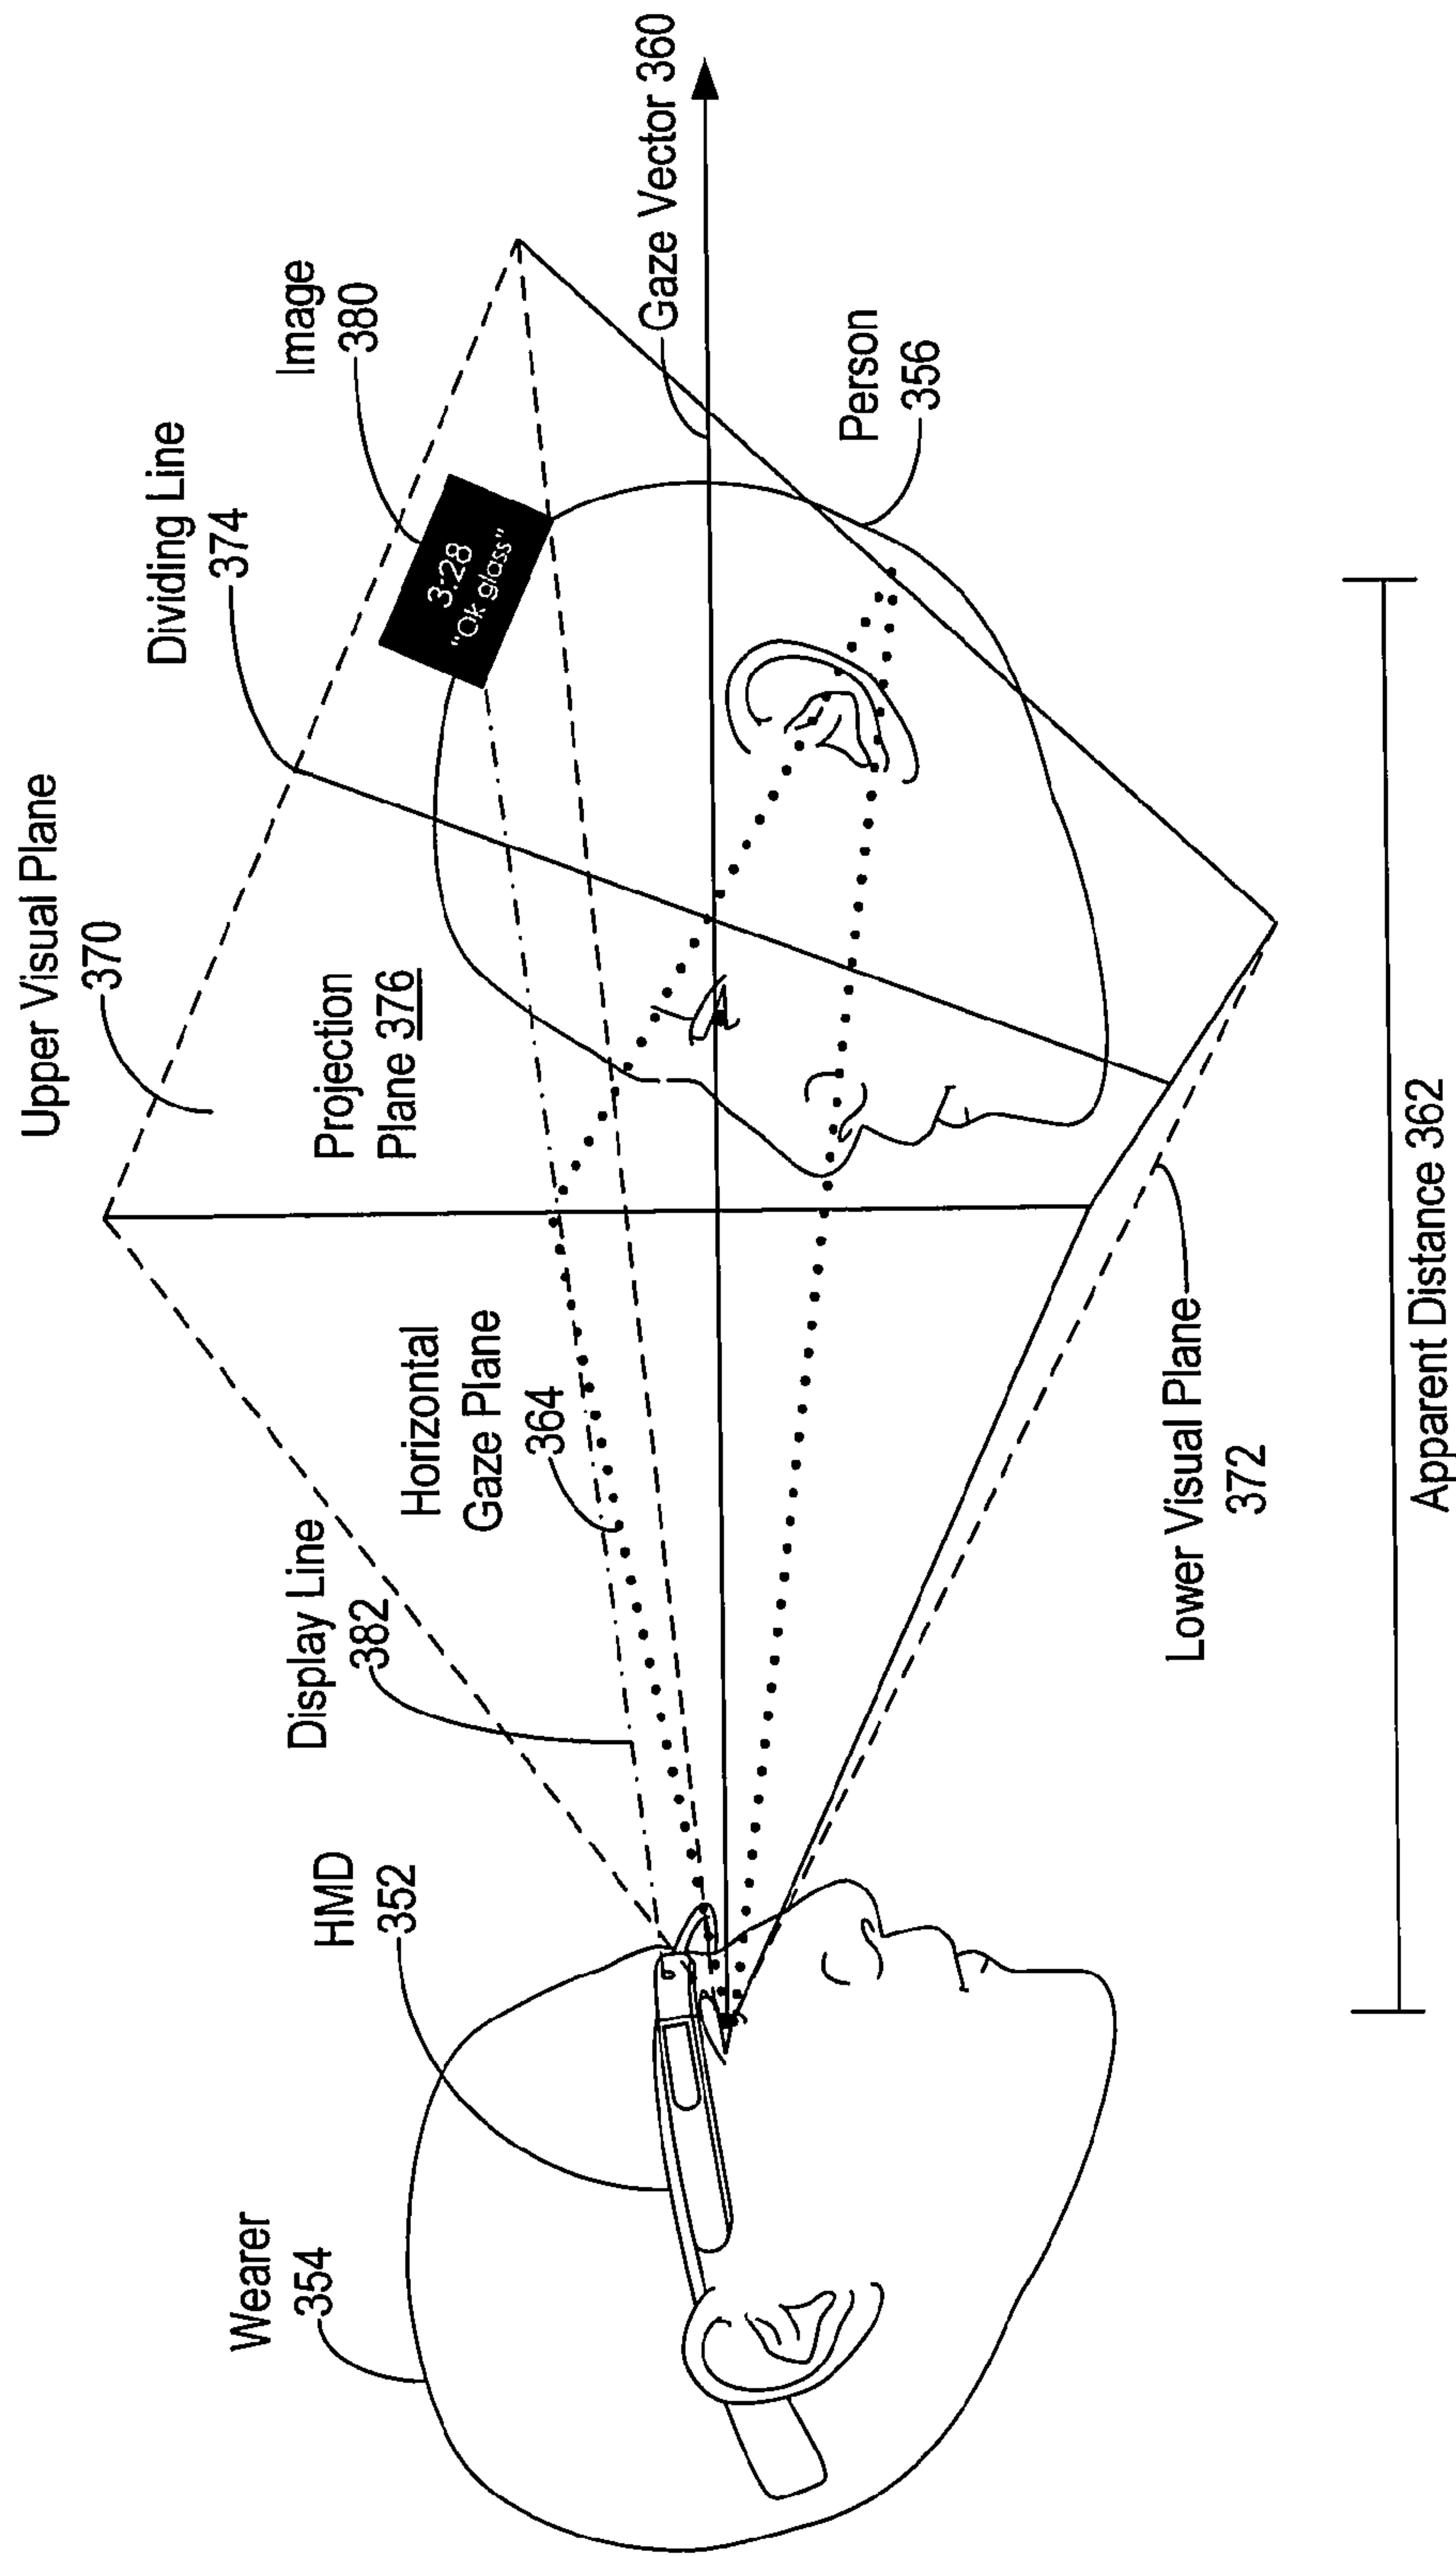 Upper Visual Plane
370
Dividing Line
374
Image
380
Projection
Plane 376
Gaze Vector 360
Person
356
3:28
"Ok glass"
Horizontal
Gaze Plane
364
Display Line
382
HMD
352
Wearer
354
Lower Visual Plane
372
Apparent Distance 362